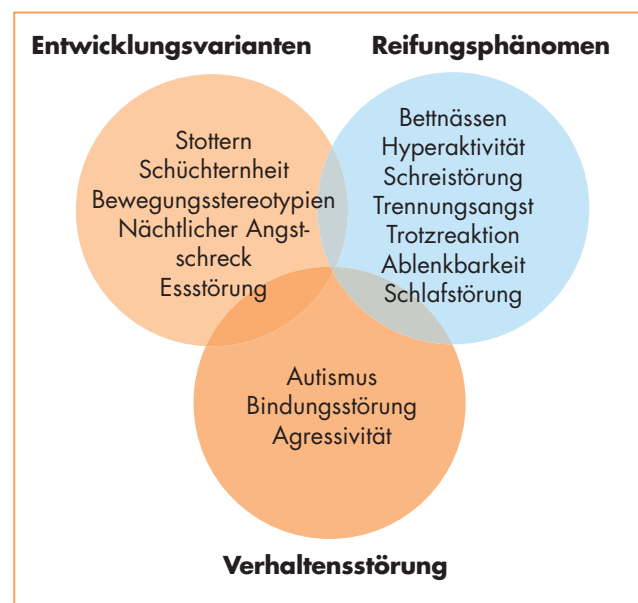 Entwicklungsvarianten
Reifungsphänomen
Stottern
Schüchternheit
Bewegungsstereotypien
Nächtlicher Angst-
schreck
Essstörung
Bettnässen
Hyperaktivität
Schreistörung
Trennungsangst
Trotzreaktion
Ablenkbarkeit
Schlafstörung
Autismus
Bindungsstörung
Agressivität
Verhaltensstörung